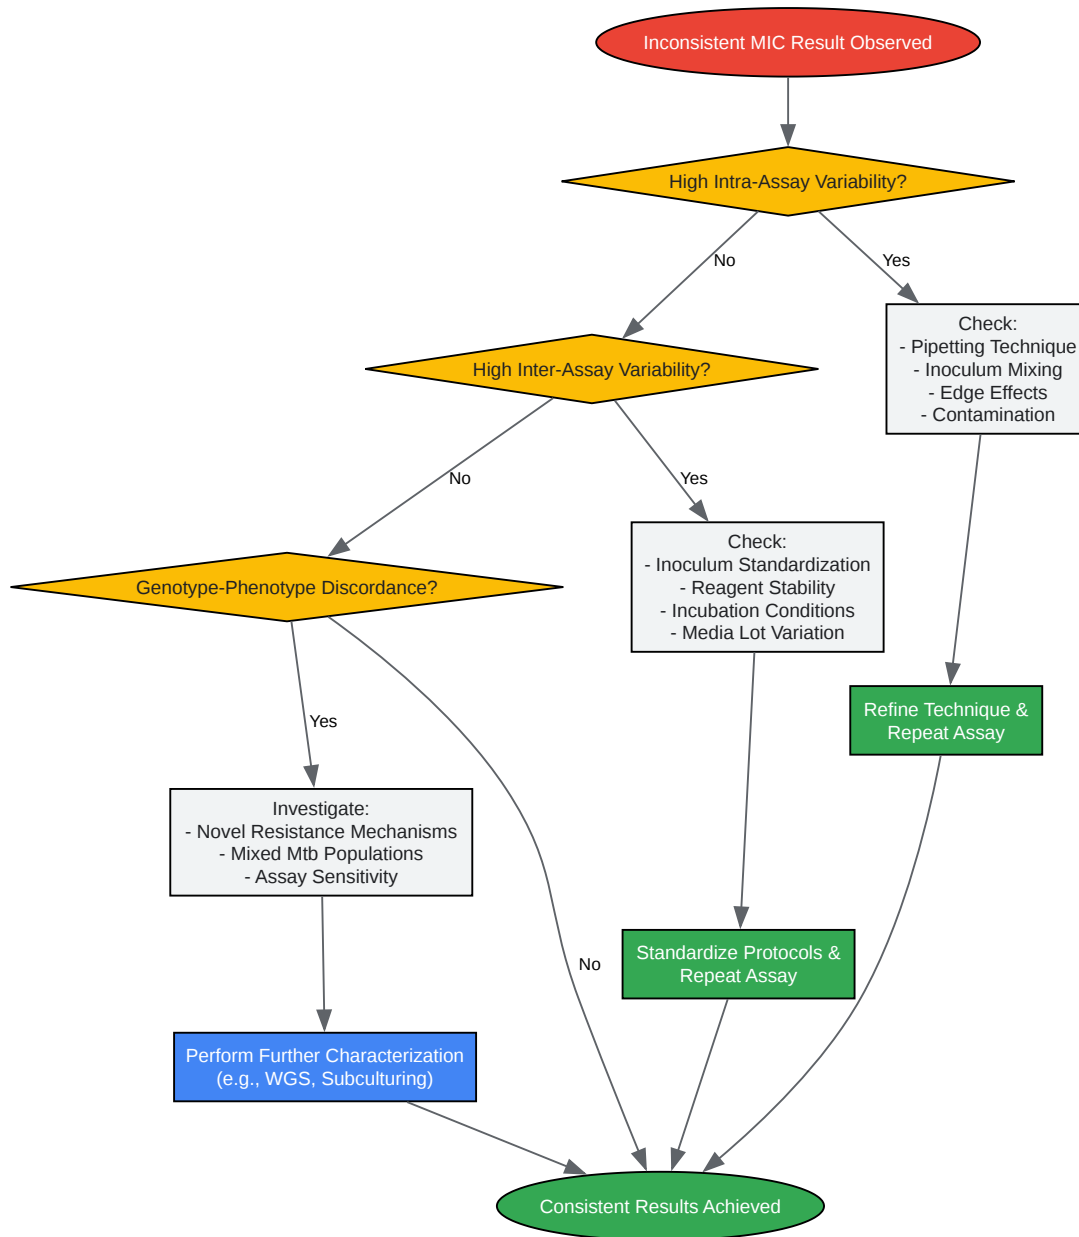 Inconsistent MIC Result Observed
High Intra-Assay Variability?
No
Yes
Check:
- Pipetting Technique
- Inoculum Mixing
- Edge Effects
- Contamination
High Inter-Assay Variability?
No
Yes
Check:
- Inoculum Standardization
- Reagent Stability
- Incubation Conditions
- Media Lot Variation
Genotype-Phenotype Discordance?
Yes
No
Refine Technique &
Repeat Assay
Investigate:
- Novel Resistance Mechanisms
- Mixed Mtb Populations
- Assay Sensitivity
Standardize Protocols &
Repeat Assay
Perform Further Characterization
(e.g., WGS, Subculturing)
Consistent Results Achieved